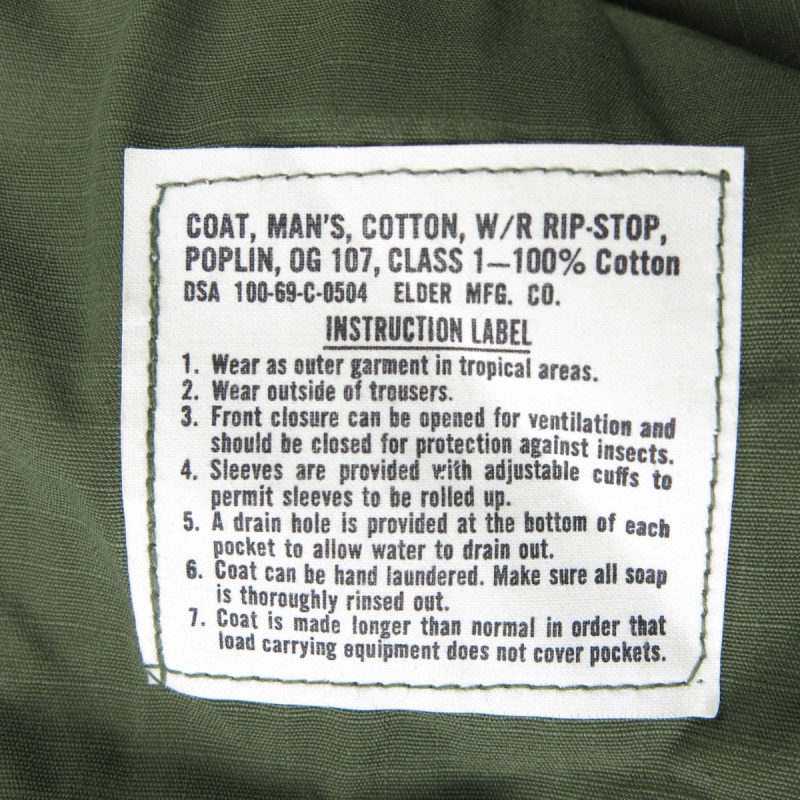 COAT, MAN'S, COTTON, W/R RIP-STOP,
POPLIN, OG 107, CLASS 1—100% Cotton
DSA 100-69-C-0504 ELDER MFG. CO.
INSTRUCTION LABEL
1. Wear as outer garment in tropical areas.
2. Wear outside of trousers.
3. Front closure can be opened for ventilation and
should be closed for protection against insects.
4. Sleeves are provided with adjustable cuffs to
permit sleeves to be rolled up.
5. A drain hole is provided at the bottom of each
pocket to allow water to drain out.
6. Coat can be hand laundered. Make sure all soap
is thoroughly rinsed out.
7. Coat is made longer than normal in order that
load carrying equipment does not cover pockets.